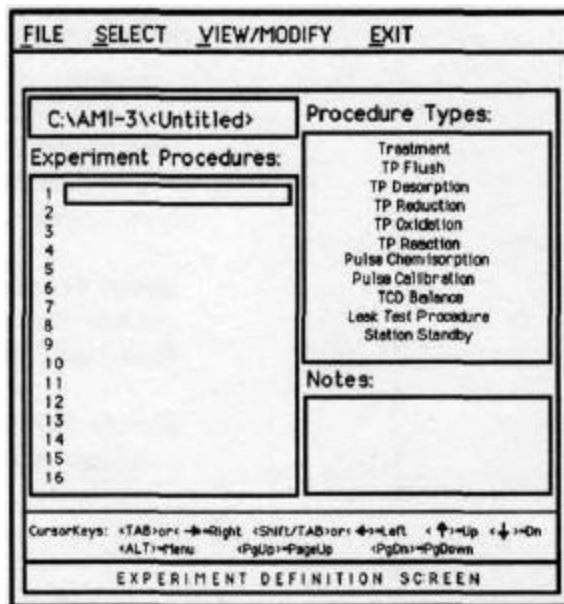 FILE SELECT VIEW/MODIFY EXIT
C:\AMI-3\<Untitled>
Experiment Procedures:
1
2
3
4
5
6
7
8
9
10
11
12
13
14
15
16
Procedure Types:
Treatment
TP Flush
TP Desorption
TP Reduction
TP Oxidation
TP Reaction
Pulse Chemisorption
Pulse Calibration
TCD Balance
Leak Test Procedure
Station Standby
Notes:
CursorKeys: <TAB>or<→>=Right <Shift/TAB>or<←>=Left <↑>=Up <↓>=Dn
<ALT>=Menu <PgUp>=PageUp <PgDn>=PgDown
EXPERIMENT DEFINITION SCREEN